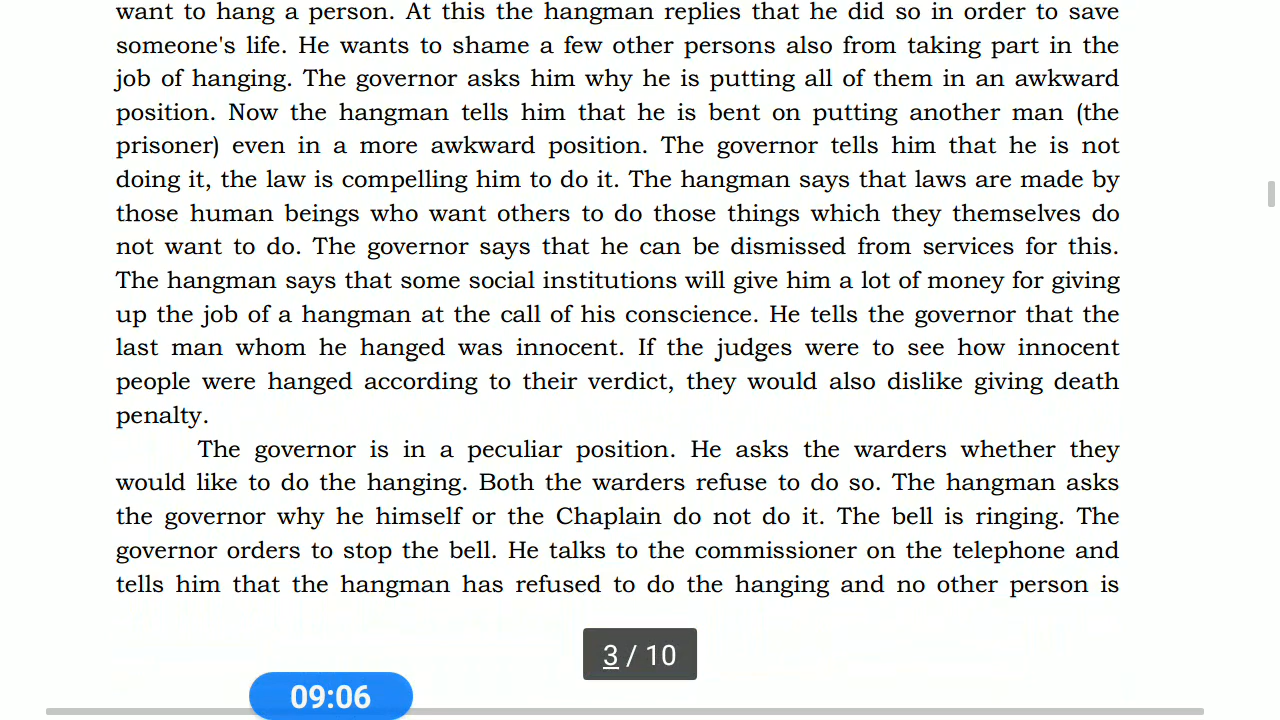 want to hang a person. At this the hangman replies that he did so in order to save
someone's life. He wants to shame a few other persons also from taking part in the
job of hanging. The governor asks him why he is putting all of them in an awkward
position. Now the hangman tells him that he is bent on putting another man (the
prisoner) even in a more awkward position. The governor tells him that he is not
doing it, the law is compelling him to do it. The hangman says that laws are made by
those human beings who want others to do those things which they themselves do
not want to do. The governor says that he can be dismissed from services for this.
The hangman says that some social institutions will give him a lot of money for giving
up the job of a hangman at the call of his conscience. He tells the governor that the
last man whom he hanged was innocent. If the judges were to see how innocent
people were hanged according to their verdict, they would also dislike giving death
penalty.
The governor is in a peculiar position. He asks the warders whether they
would like to do the hanging. Both the warders refuse to do so. The hangman asks
the governor why he himself or the Chaplain do not do it. The bell is ringing. The
governor orders to stop the bell. He talks to the commissioner on the telephone and
tells him that the hangman has refused to do the hanging and no other person is
3 / 10
09:06